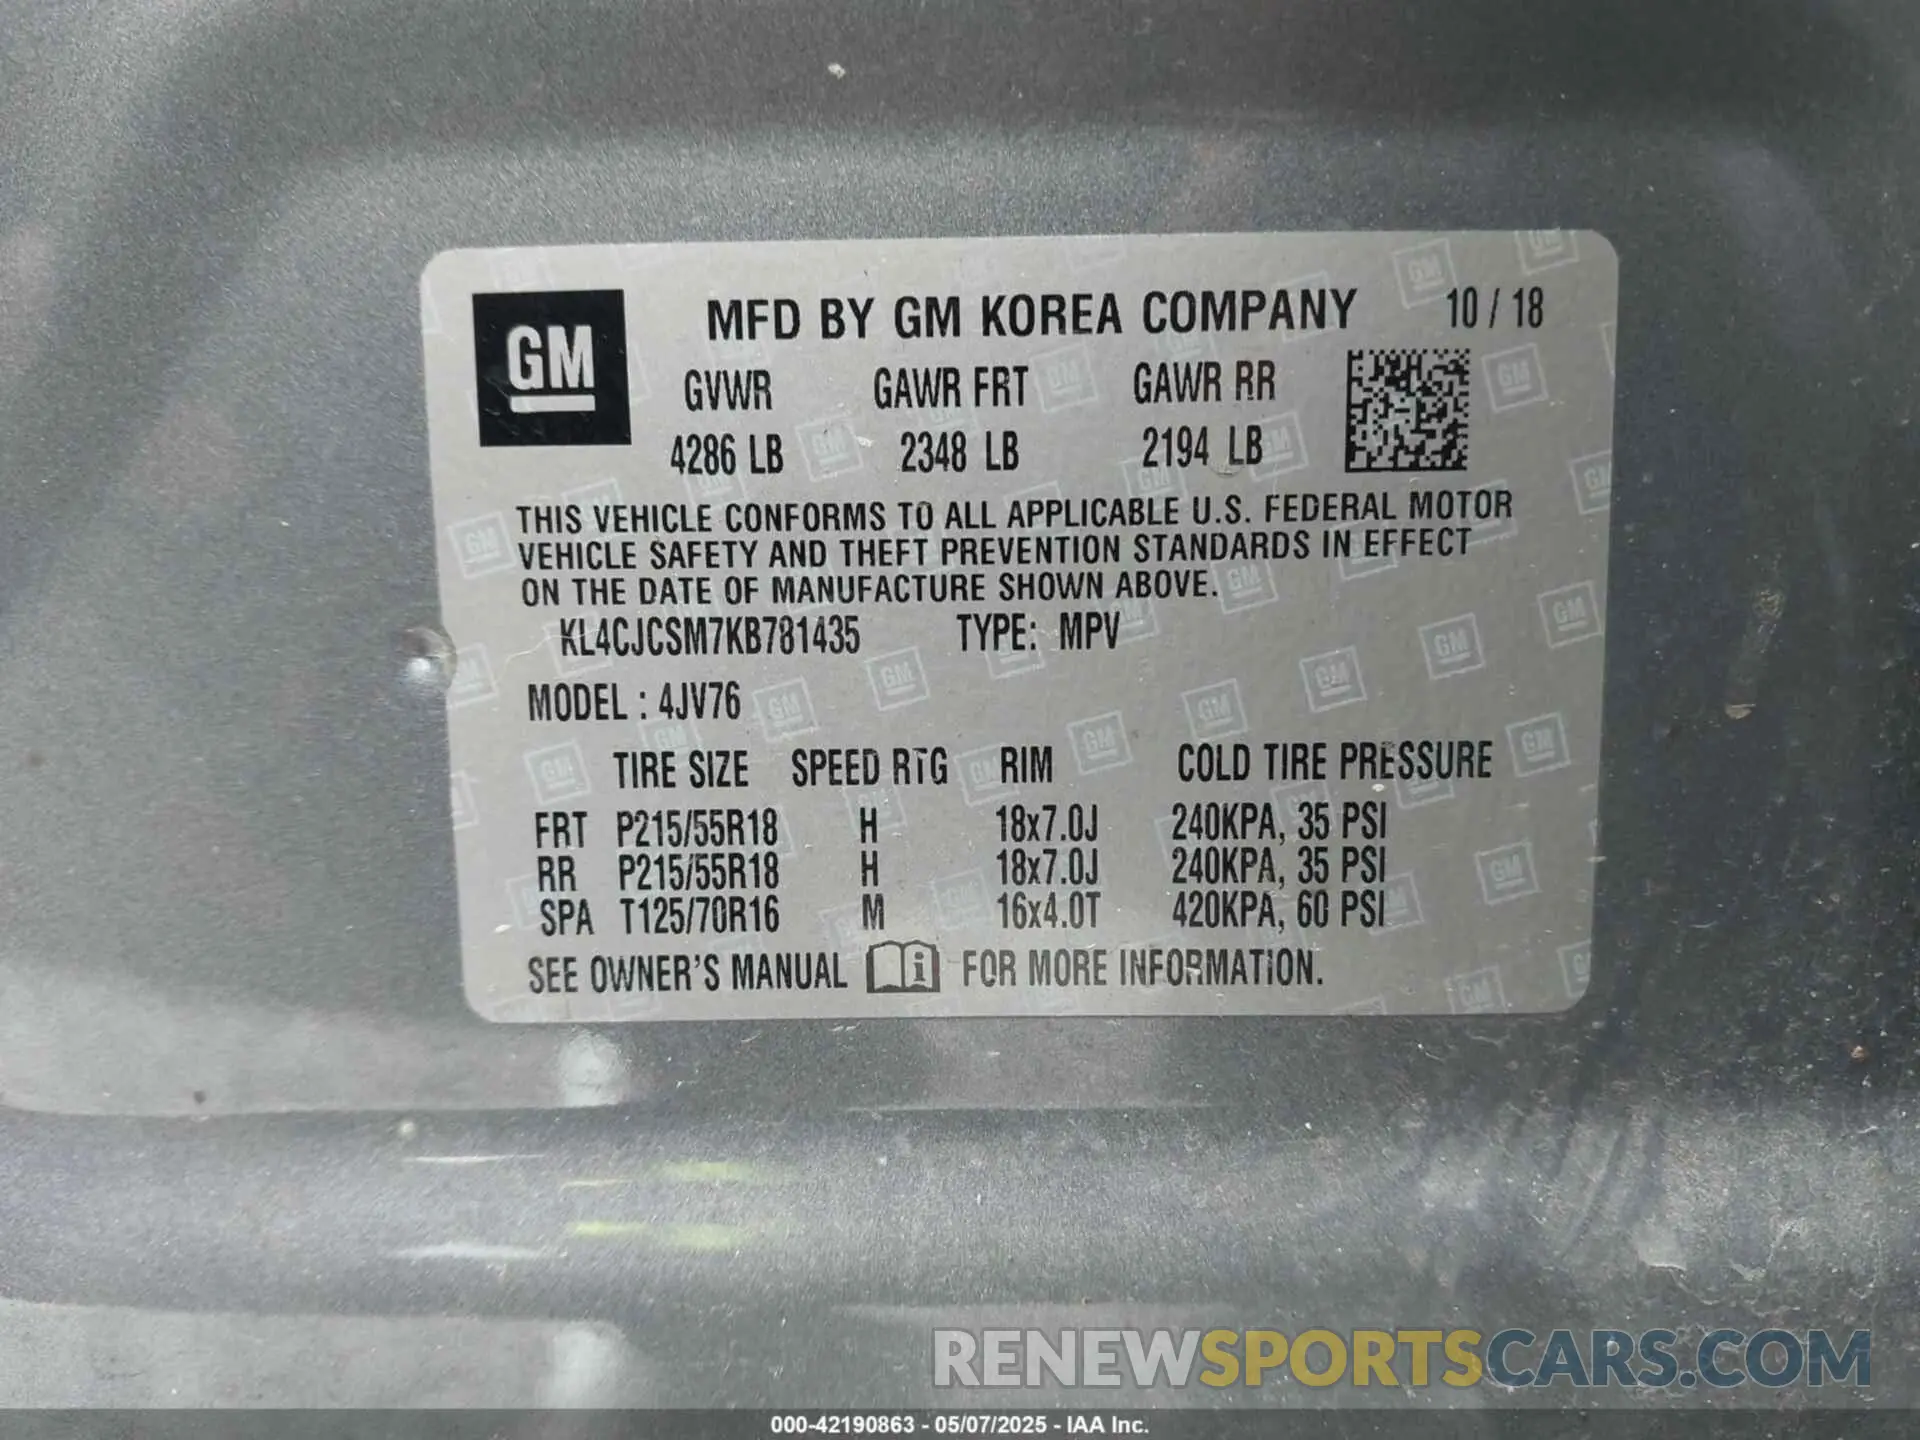 GM
MFD BY GM KOREA COMPANY 10 / 18
GVWR GAWR FRT GAWR RR
4286 LB 2348 LB 2194 LB
THIS VEHICLE CONFORMS TO ALL APPLICABLE U.S. FEDERAL MOTOR
VEHICLE SAFETY AND THEFT PREVENTION STANDARDS IN EFFECT
ON THE DATE OF MANUFACTURE SHOWN ABOVE.
KL4CJCSM7KB781435 TYPE: MPV
MODEL : 4JV76
TIRE SIZE SPEED RTG RIM COLD TIRE PRESSURE
FRT P215/55R18 H 18x7.0J 240KPA, 35 PSI
RR P215/55R18 H 18x7.0J 240KPA, 35 PSI
SPA T125/70R16 M 16x4.0T 420KPA, 60 PSI
SEE OWNER'S MANUAL FOR MORE INFORMATION.
RENEWSPORTSCARS.COM
000-42190863 - 05/07/2025 - IAA Inc.